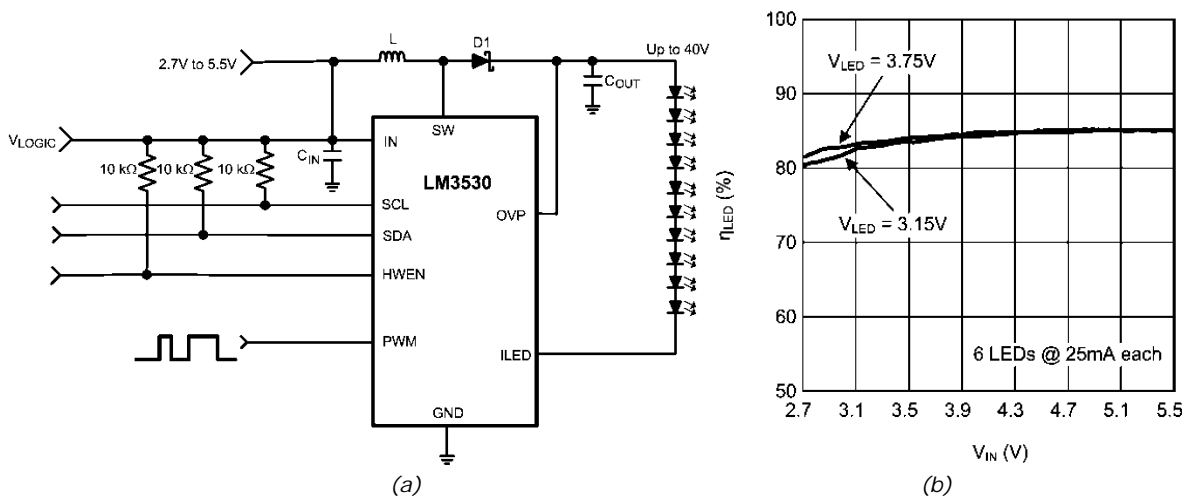 L
D1
2.7V to 5.5V
Up to 40V
COUT
SW
VLOGIC
IN
CIN
10 kΩ 10 kΩ 10 kΩ
LM3530
SCL
OVP
SDA
HWEN
PWM
ILED
GND
(a)
100
90
80
70
60
50
ηLED (%)
VLED = 3.75V
VLED = 3.15V
6 LEDs @ 25mA each
2.7 3.1 3.5 3.9 4.3 4.7 5.1 5.5
VIN (V)
(b)